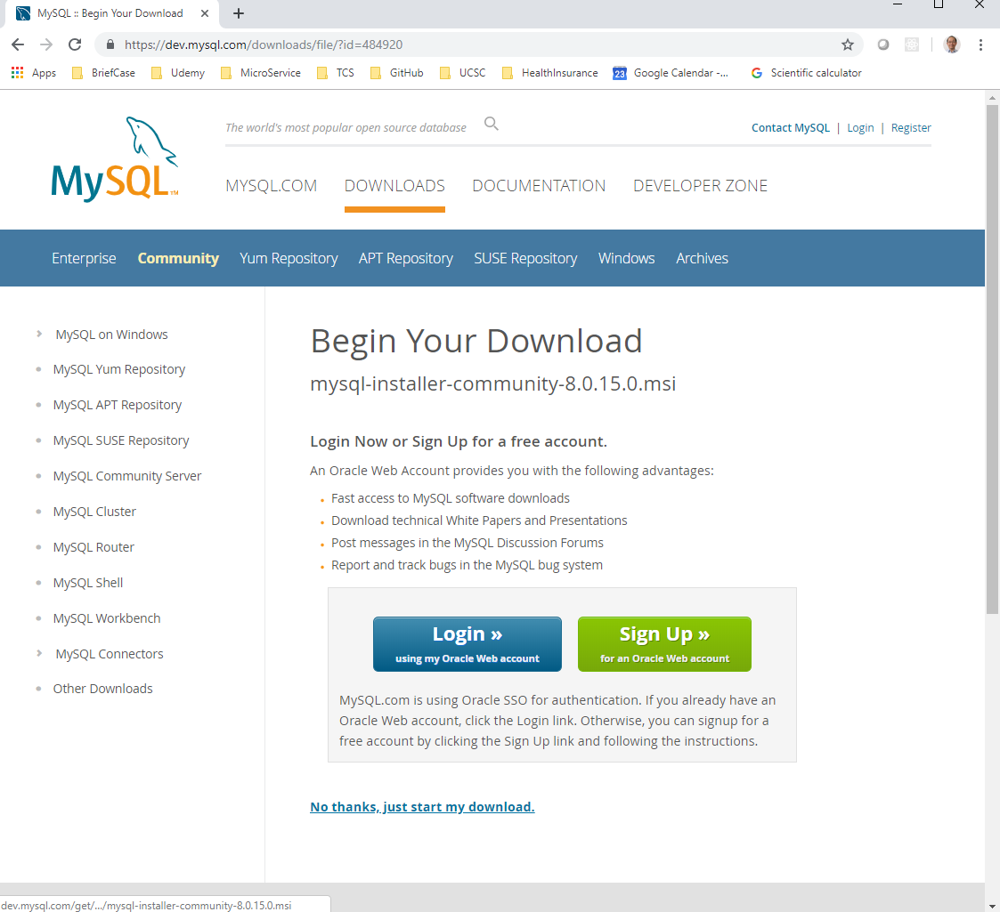 MySQL :: Begin Your Download
https://dev.mysql.com/downloads/file/?id=484920
Apps BriefCase Udemy MicroService TCS GitHub UCSC HealthInsurance 23 Google Calendar -... Scientific calculator
The world's most popular open source database
Contact MySQL | Login | Register
MySQL™
MYSQL.COM DOWNLOADS DOCUMENTATION DEVELOPER ZONE
Enterprise Community Yum Repository APT Repository SUSE Repository Windows Archives
MySQL on Windows
MySQL Yum Repository
MySQL APT Repository
MySQL SUSE Repository
MySQL Community Server
MySQL Cluster
MySQL Router
MySQL Shell
MySQL Workbench
MySQL Connectors
Other Downloads
Begin Your Download
mysql-installer-community-8.0.15.0.msi
Login Now or Sign Up for a free account.
An Oracle Web Account provides you with the following advantages:
Fast access to MySQL software downloads
Download technical White Papers and Presentations
Post messages in the MySQL Discussion Forums
Report and track bugs in the MySQL bug system
Login »
using my Oracle Web account
Sign Up »
for an Oracle Web account
MySQL.com is using Oracle SSO for authentication. If you already have an
Oracle Web account, click the Login link. Otherwise, you can signup for a
free account by clicking the Sign Up link and following the instructions.
No thanks, just start my download.
dev.mysql.com/get/.../mysql-installer-community-8.0.15.0.msi